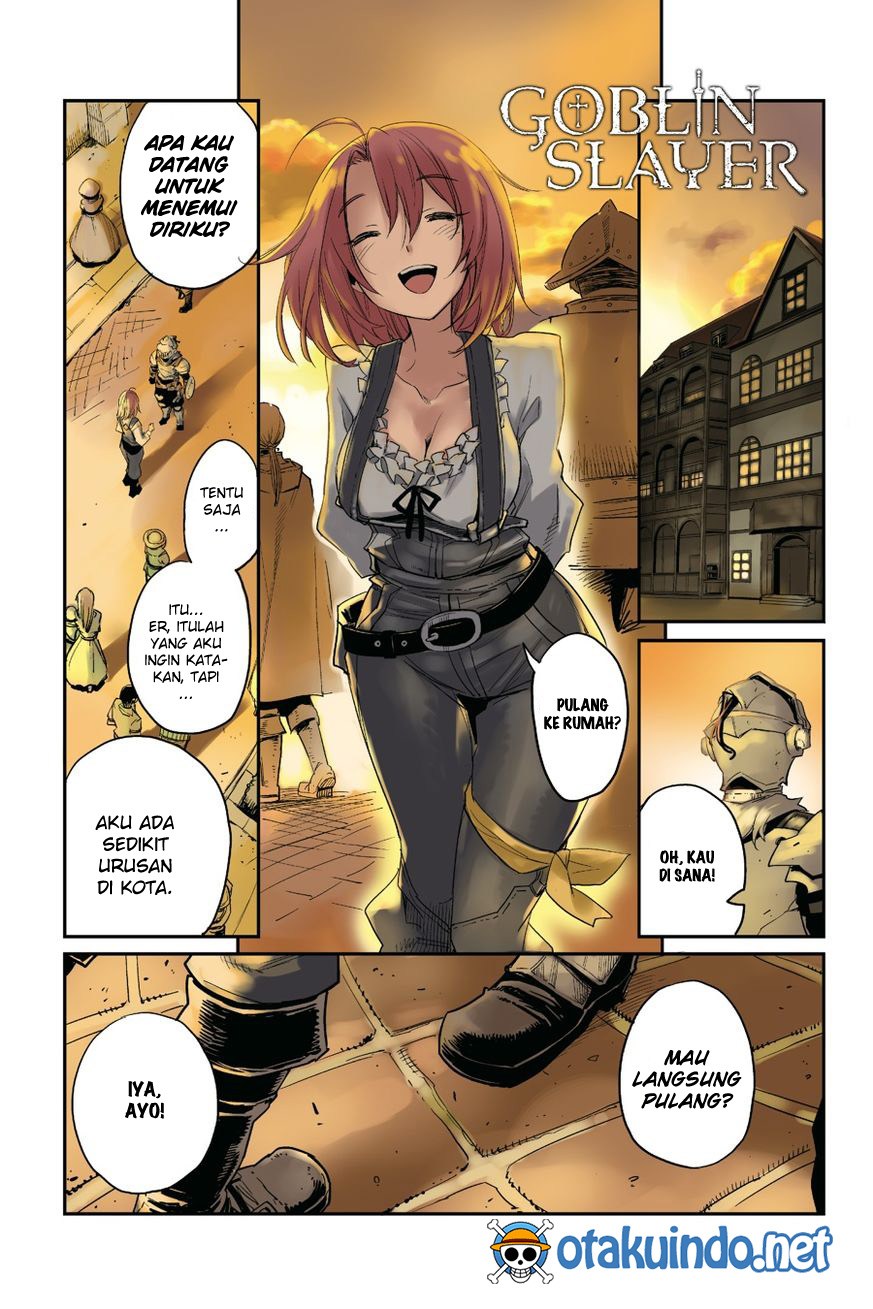 GOBLIN
SLAYER
OH, KAU
DI SANA!
PULANG
KE RUMAH?
APA KAU
DATANG
UNTUK
MENEMUI
DIRIKU?
TENTU
SAJA
...
ITU...
ER, ITULAH
YANG AKU
INGIN KATA-
KAN, TAPI
...
AKU ADA
SEDIKIT
URUSAN
DI KOTA.
MAU
LANGSUNG
PULANG?
IYA,
AYO!
otakuindo.net